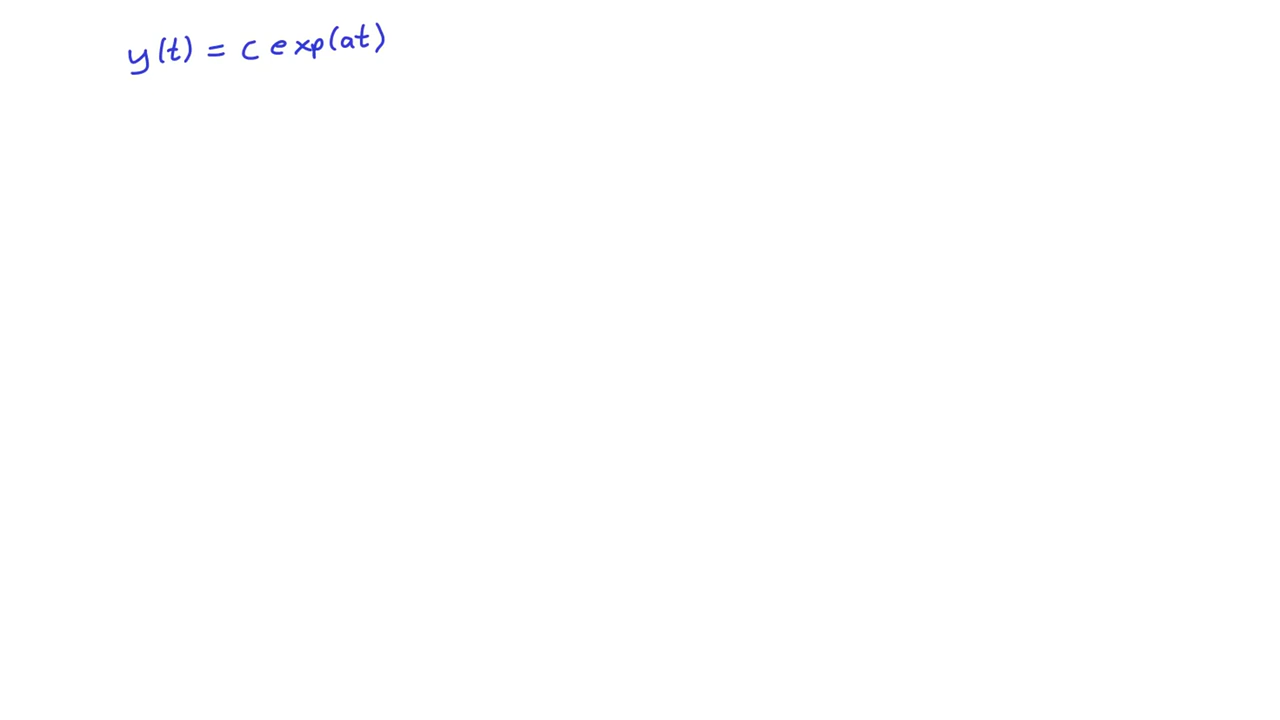 y(t) = c exp(at)